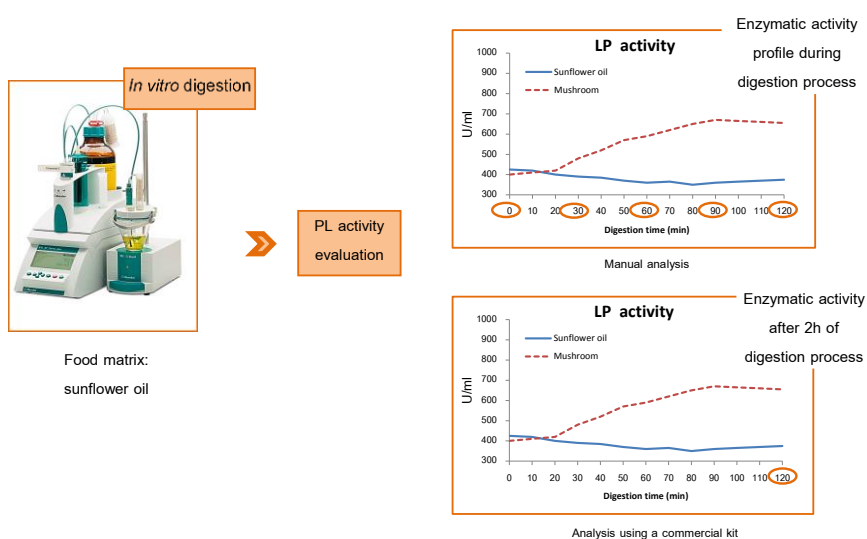 In vitro digestion
Food matrix:
sunflower oil
PL activity
evaluation
Enzymatic activity
profile during
digestion process
LP activity
Sunflower oil
Mushroom
U/ml
1000
900
800
700
600
500
400
300
0 10 20 30 40 50 60 70 80 90 100 110 120
Digestion time (min)
Manual analysis
Enzymatic activity
after 2h of
digestion process
LP activity
Sunflower oil
Mushroom
U/ml
1000
900
800
700
600
500
400
300
0 10 20 30 40 50 60 70 80 90 100 110 120
Digestion time (min)
Analysis using a commercial kit